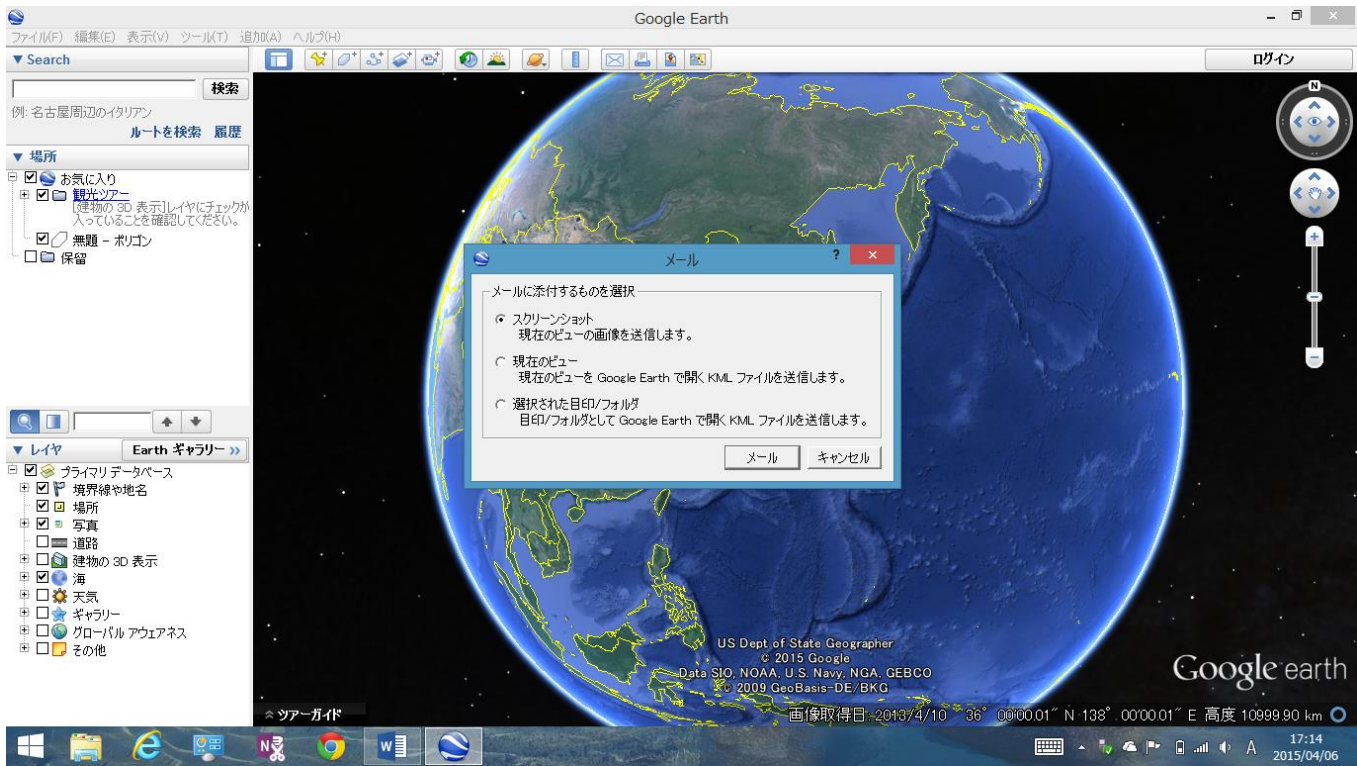 Google Earth
ファイル(F) 編集(E) 表示(V) ツール(T) 追加(A) ヘルプ(H)
▼ Search
ログイン
検索
例: 名古屋周辺のイタリアン
ルートを検索 履歴
▼ 場所
お気に入り
観光ツアー
[建物の 3D 表示]レイヤにチェックが
入っていることを確認してください。
無題 - ポリゴン
保留
N
メール
?
メールに添付するものを選択
スクリーンショット
現在のビューの画像を送信します。
現在のビュー
現在のビューを Google Earth で開く KML ファイルを送信します。
選択された目印/フォルダ
目印/フォルダとして Google Earth で開く KML ファイルを送信します。
メール キャンセル
▼ レイヤ Earth ギャラリー »
プライマリ データベース
境界線や地名
場所
写真
道路
建物の 3D 表示
海
天気
ギャラリー
グローバル アウェアネス
その他
US Dept of State Geographer
© 2015 Google
Data SIO, NOAA, U.S. Navy, NGA, GEBCO
© 2009 GeoBasis-DE/BKG
Google earth
ツアーガイド
画像取得日: 2013/4/10 36° 00'00.01" N 138° 00'00.01" E 高度 10999.90 km
A
17:14
2015/04/06